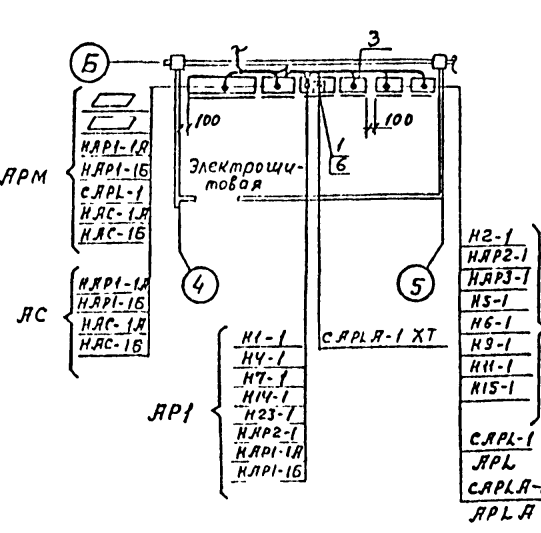 Б
3
100
100
1
6
Электрощи-
товая
АРМ
НАР1-1А
НАР1-1Б
САРL-1
НАС-1А
НАС-1Б
4
5
АС
НАР1-1А
НАР1-1Б
НАС-1А
НАС-1Б
АР1
Н1-1
Н4-1
Н7-1
Н14-1
Н23-1
НАР2-1
НАР1-1А
НАР1-1Б
САРLА-1 ХТ
Н2-1
НАР2-1
НАР3-1
Н5-1
Н6-1
Н9-1
Н11-1
Н15-1
САРL-1
АРL
САРLА-
АРLА